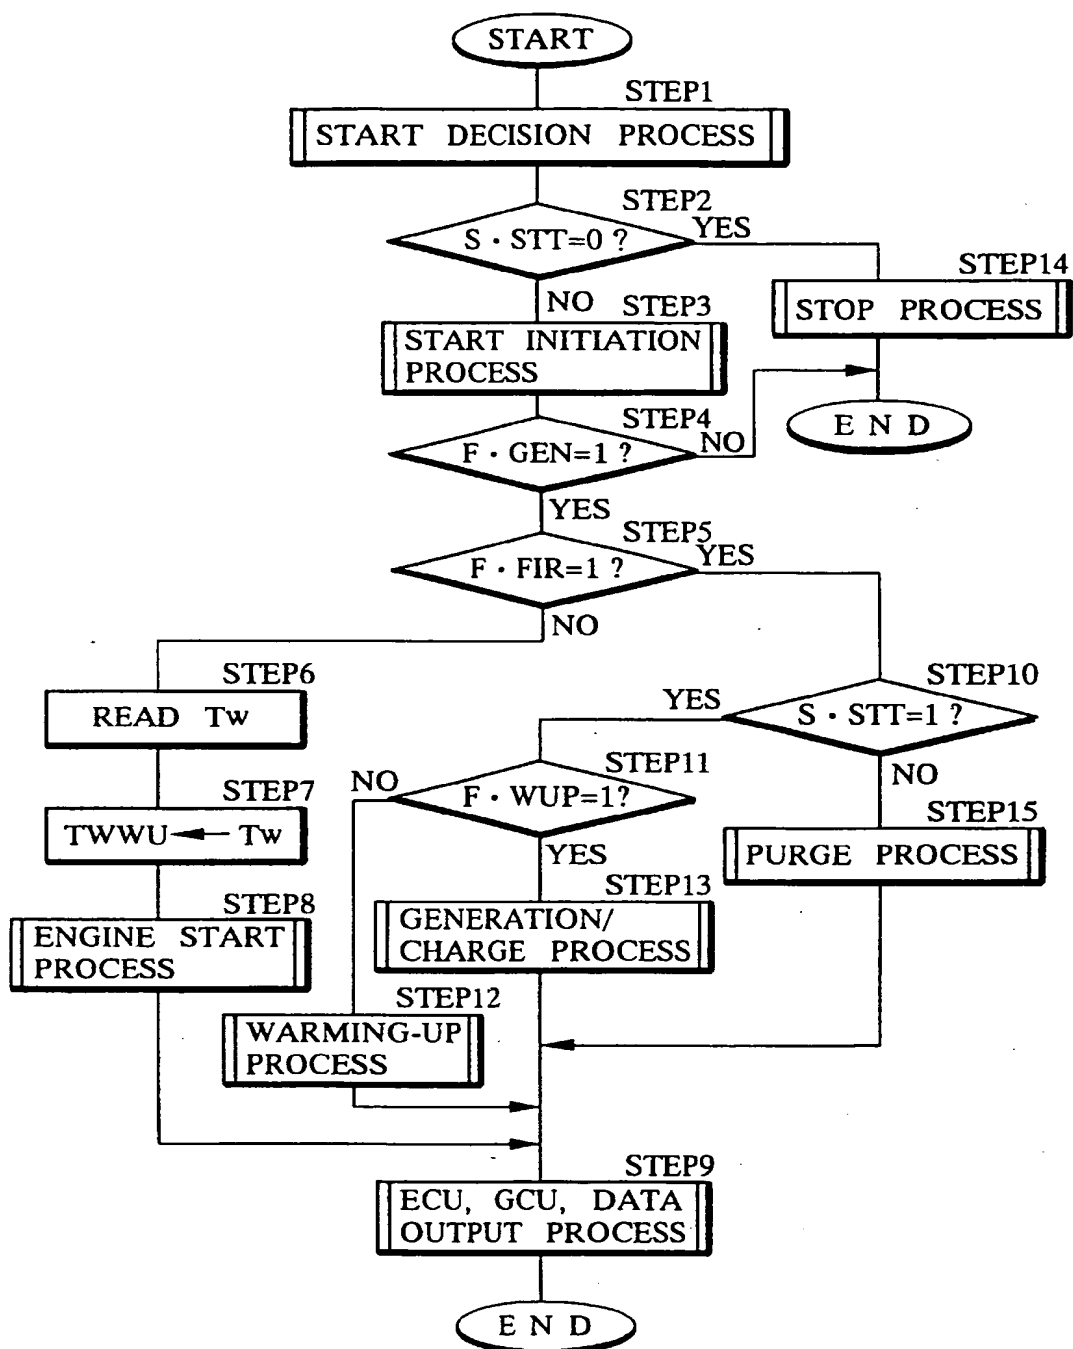 START
STEP1
START DECISION PROCESS
STEP2
S · STT=0 ?
YES
NO
STEP14
STOP PROCESS
STEP3
START INITIATION
PROCESS
END
STEP4
F · GEN=1 ?
NO
YES
STEP5
F · FIR=1 ?
YES
NO
STEP6
READ Tw
STEP10
S · STT=1 ?
YES
NO
STEP7
TWWU ← Tw
STEP11
F · WUP=1?
NO
YES
STEP15
PURGE PROCESS
STEP8
ENGINE START
PROCESS
STEP13
GENERATION/
CHARGE PROCESS
STEP12
WARMING-UP
PROCESS
STEP9
ECU, GCU, DATA
OUTPUT PROCESS
END